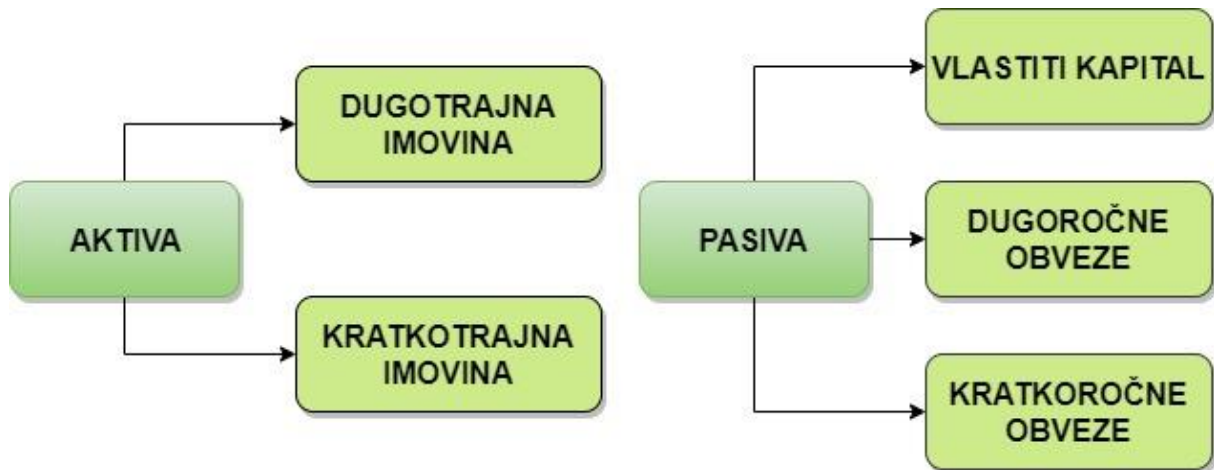 AKTIVA
DUGOTRAJNA
IMOVINA
KRATKOTRAJNA
IMOVINA
PASIVA
VLASTITI KAPITAL
DUGOROČNE
OBVEZE
KRATKOROČNE
OBVEZE